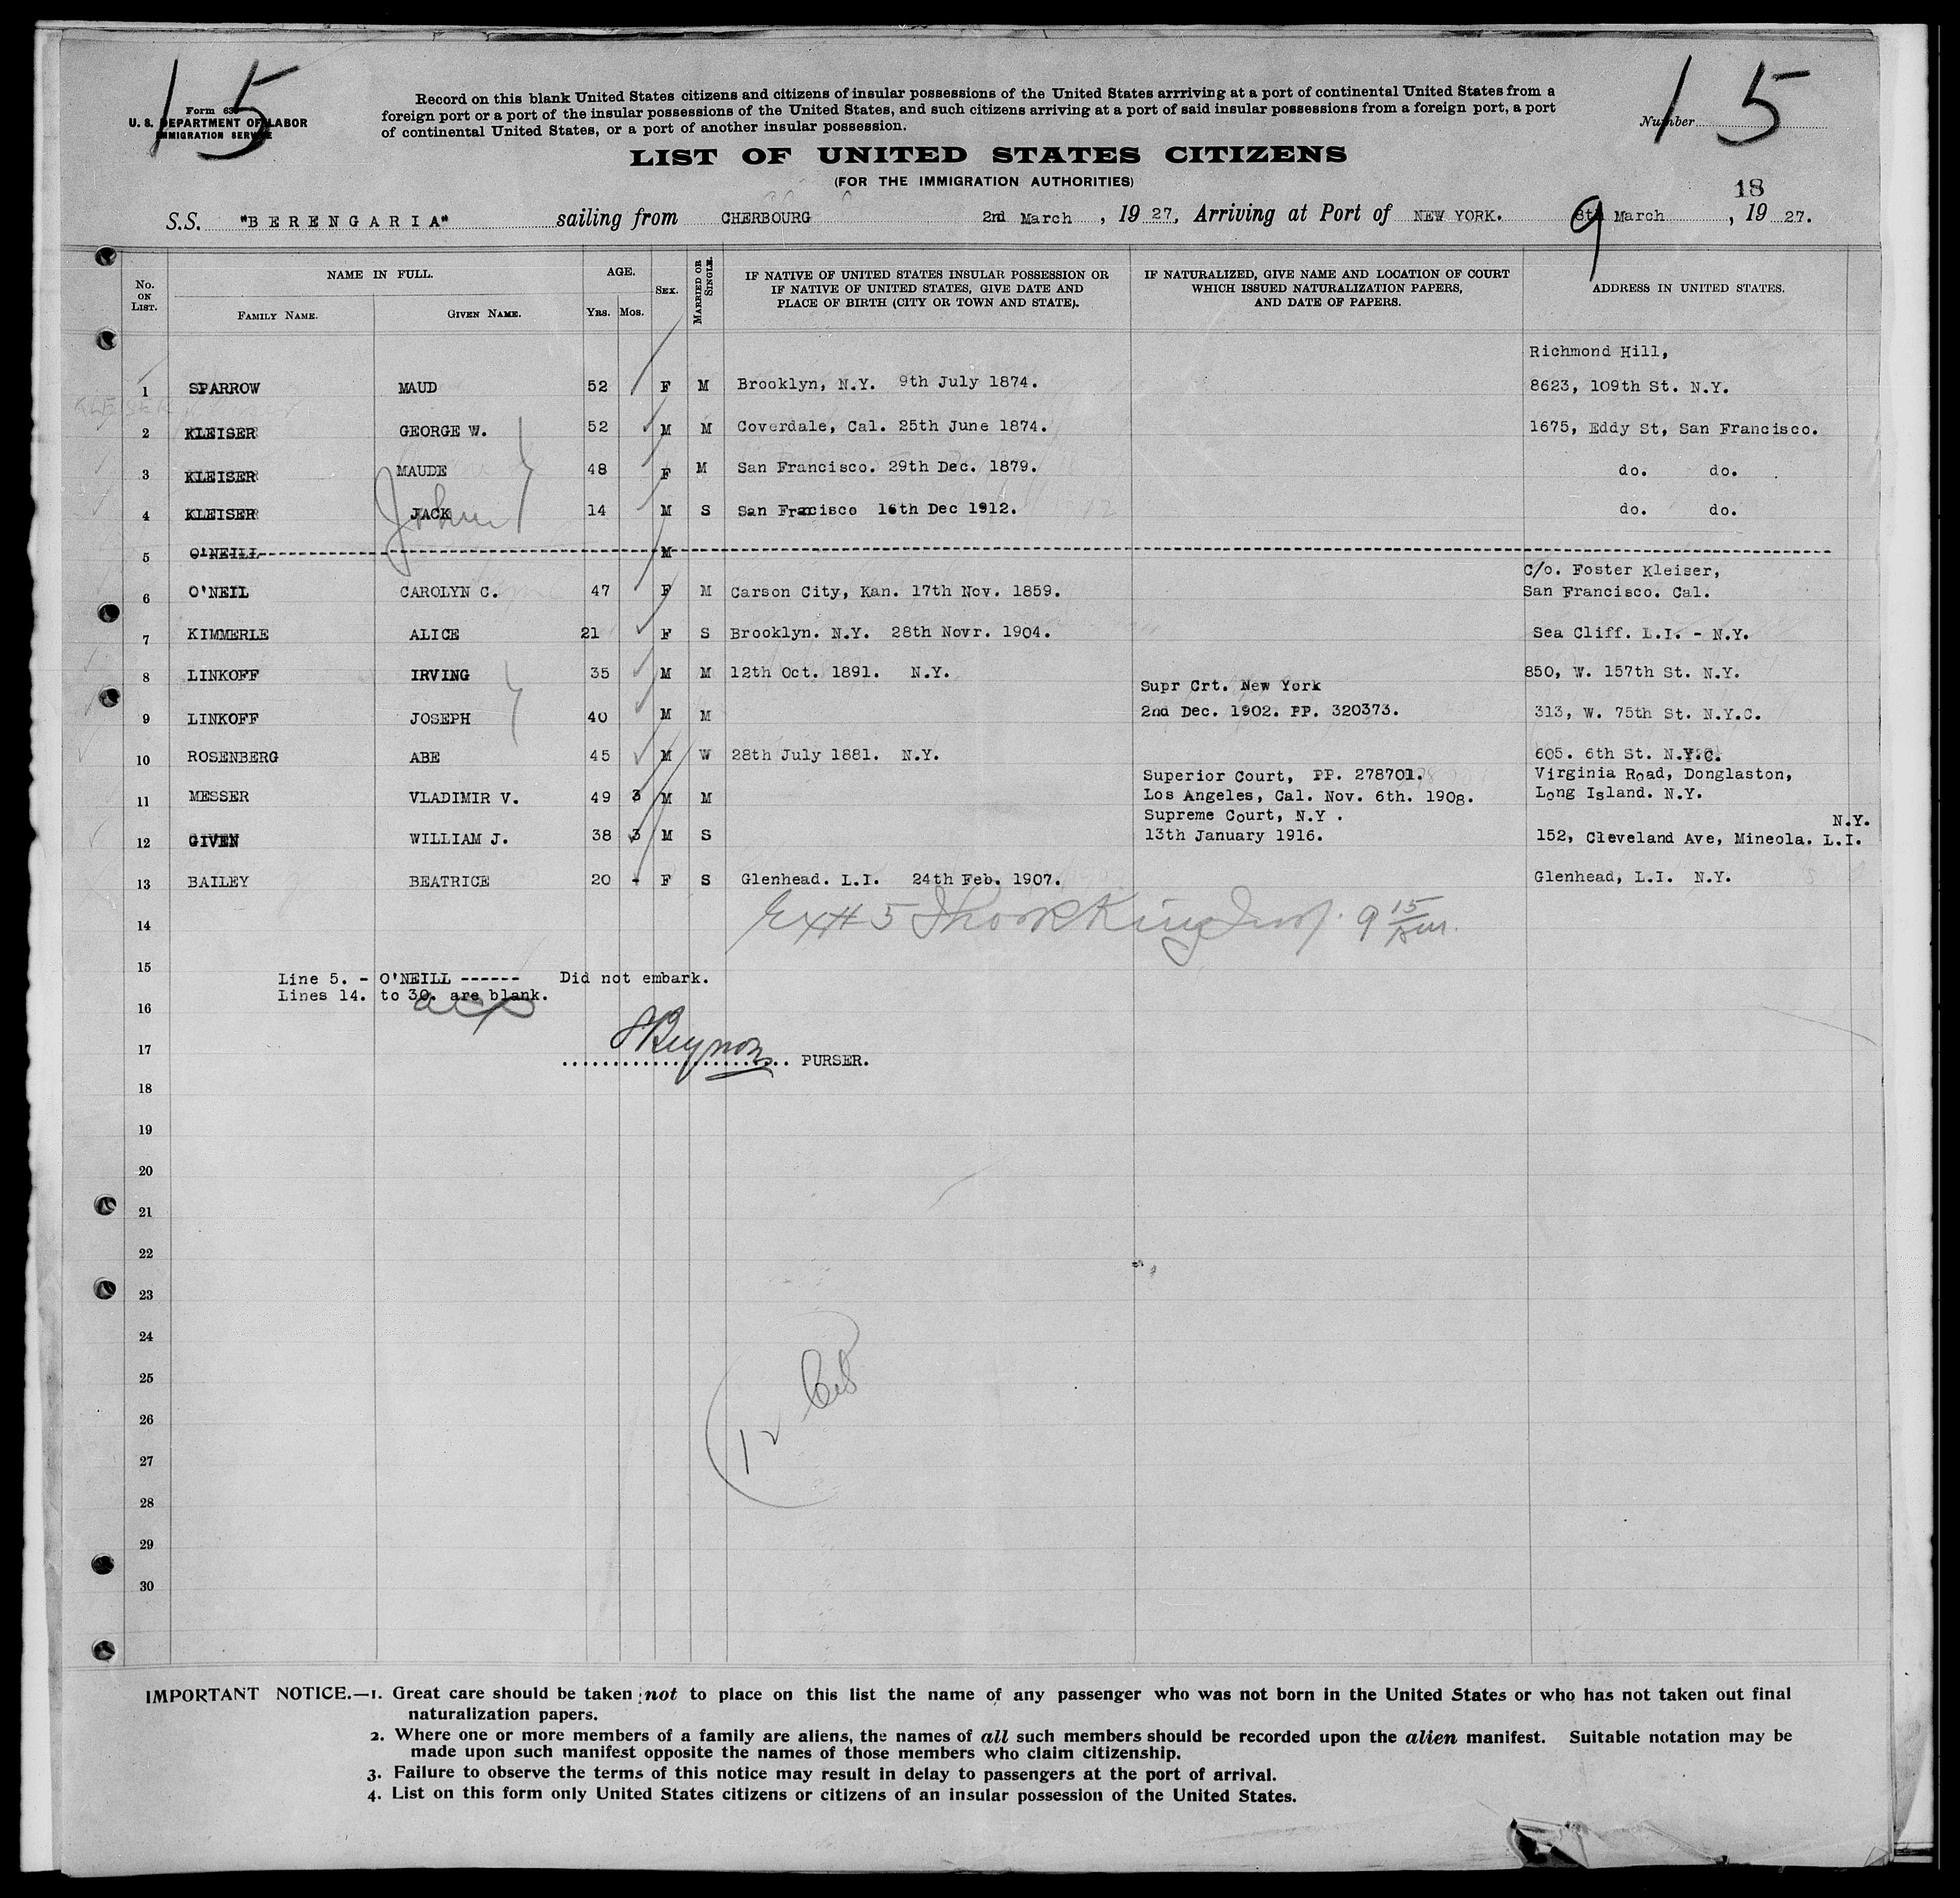 15
15
Form 63
U. S. DEPARTMENT OF LABOR
IMMIGRATION SERVICE
Record on this blank United States citizens and citizens of insular possessions of the United States arrriving at a port of continental United States from a
foreign port or a port of the insular possessions of the United States, and such citizens arriving at a port of said insular possessions from a foreign port, a port
of continental United States, or a port of another insular possession.
Number
LIST OF UNITED STATES CITIZENS
(FOR THE IMMIGRATION AUTHORITIES)
18
S.S. "BERENGARIA" sailing from CHERBOURG 2nd March, 1927, Arriving at Port of NEW YORK. 8th 9 March, 1927.
No. ON LIST.
NAME IN FULL.
FAMILY NAME. GIVEN NAME.
AGE.
YRS. MOS.
SEX.
MARRIED OR SINGLE.
IF NATIVE OF UNITED STATES INSULAR POSSESSION OR
IF NATIVE OF UNITED STATES, GIVE DATE AND
PLACE OF BIRTH (CITY OR TOWN AND STATE).
IF NATURALIZED, GIVE NAME AND LOCATION OF COURT
WHICH ISSUED NATURALIZATION PAPERS,
AND DATE OF PAPERS.
ADDRESS IN UNITED STATES.
Richmond Hill,
1 SPARROW MAUD 52 F M Brooklyn, N.Y. 9th July 1874. 8623, 109th St. N.Y.
KLEISER
2 KLEISER GEORGE W. 52 M M Coverdale, Cal. 25th June 1874. 1675, Eddy St, San Francisco.
3 KLEISER MAUDE 48 F M San Francisco. 29th Dec. 1879. do. do.
4 KLEISER JACK John 14 M S San Fracisco 16th Dec 1912. do. do.
5 O'NEILL M
C/o. Foster Kleiser,
6 O'NEIL CAROLYN C. 47 F M Carson City, Kan. 17th Nov. 1859. San Francisco. Cal.
7 KIMMERLE ALICE 21 F S Brooklyn. N.Y. 28th Novr. 1904. Sea Cliff. L.I. - N.Y.
8 LINKOFF IRVING 35 M M 12th Oct. 1891. N.Y. 850, W. 157th St. N.Y.
Supr Crt. New York
9 LINKOFF JOSEPH 40 M M 2nd Dec. 1902. PP. 320373. 313, W. 75th St. N.Y.C.
10 ROSENBERG ABE 45 M W 28th July 1881. N.Y. 605. 6th St. N.Y.C.
Superior Court, PP. 278701. Virginia Road, Donglaston,
11 MESSER VLADIMIR V. 49 3 M M Los Angeles, Cal. Nov. 6th. 1908. Long Island. N.Y.
Supreme Court, N.Y. N.Y.
12 GIVEN WILLIAM J. 38 3 M S 13th January 1916. 152, Cleveland Ave, Mineola. L.I.
13 BAILEY BEATRICE 20 - F S Glenhead. L.I. 24th Feb. 1907. Glenhead, L.I. N.Y.
14
15
Line 5. - O'NEILL ------ Did not embark.
Lines 14. to 30. are blank.
16
17
PURSER.
18
19
20
21
22
23
24
25
26
12
27
28
29
30
IMPORTANT NOTICE.—1. Great care should be taken not to place on this list the name of any passenger who was not born in the United States or who has not taken out final
naturalization papers.
2. Where one or more members of a family are aliens, the names of all such members should be recorded upon the alien manifest. Suitable notation may be
made upon such manifest opposite the names of those members who claim citizenship.
3. Failure to observe the terms of this notice may result in delay to passengers at the port of arrival.
4. List on this form only United States citizens or citizens of an insular possession of the United States.